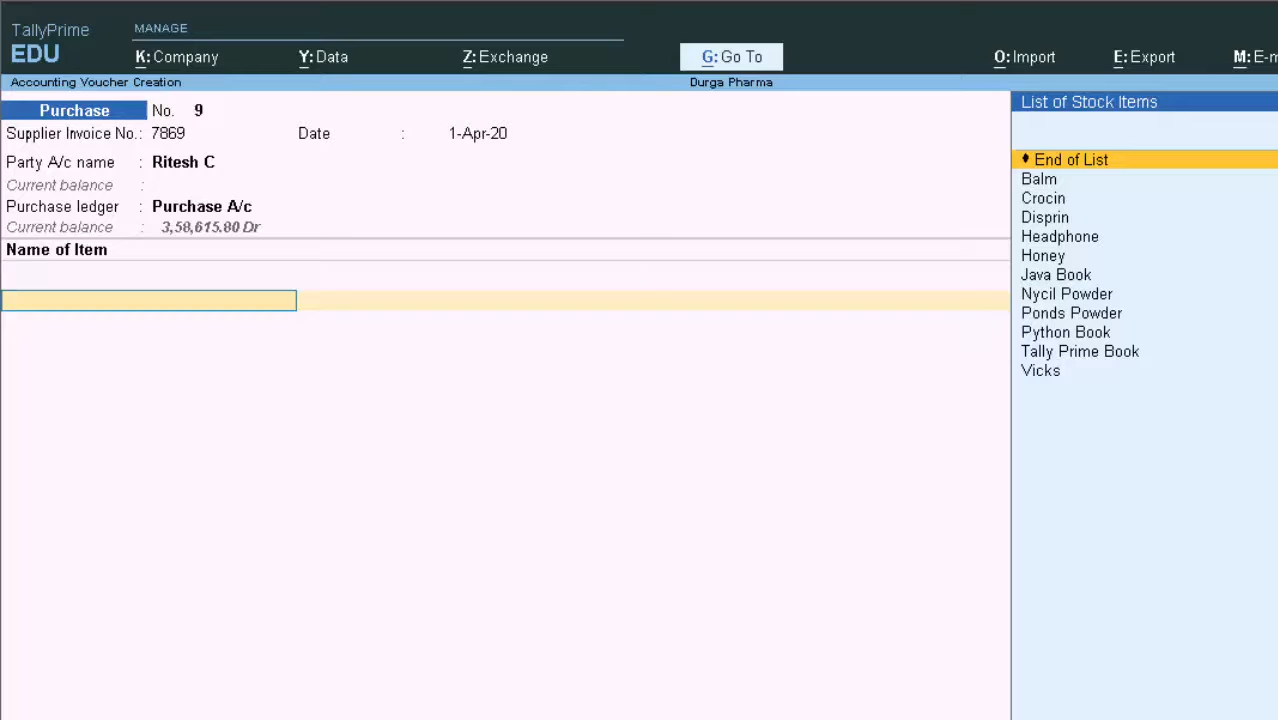 TallyPrime
EDU
MANAGE
K: Company Y: Data Z: Exchange G: Go To O: Import E: Export M: E-m
Accounting Voucher Creation Durga Pharma
Purchase No. 9
Supplier Invoice No.: 7869 Date : 1-Apr-20
Party A/c name : Ritesh C
Current balance :
Purchase ledger : Purchase A/c
Current balance : 3,58,615.80 Dr
Name of Item
List of Stock Items
♦ End of List
Balm
Crocin
Disprin
Headphone
Honey
Java Book
Nycil Powder
Ponds Powder
Python Book
Tally Prime Book
Vicks